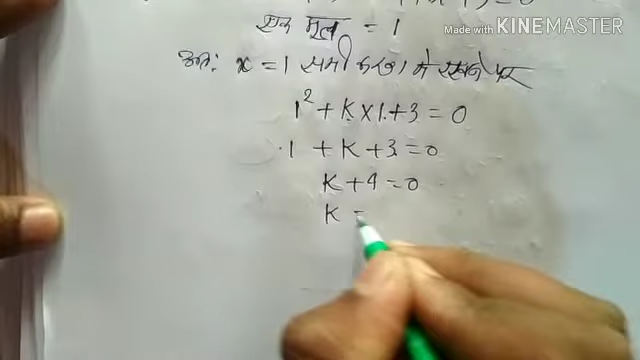 Made with KINEMASTER
एक मूल = 1
अतः x = 1 समीकरण में रखने पर
1² + K × 1 + 3 = 0
1 + K + 3 = 0
K + 4 = 0
K =